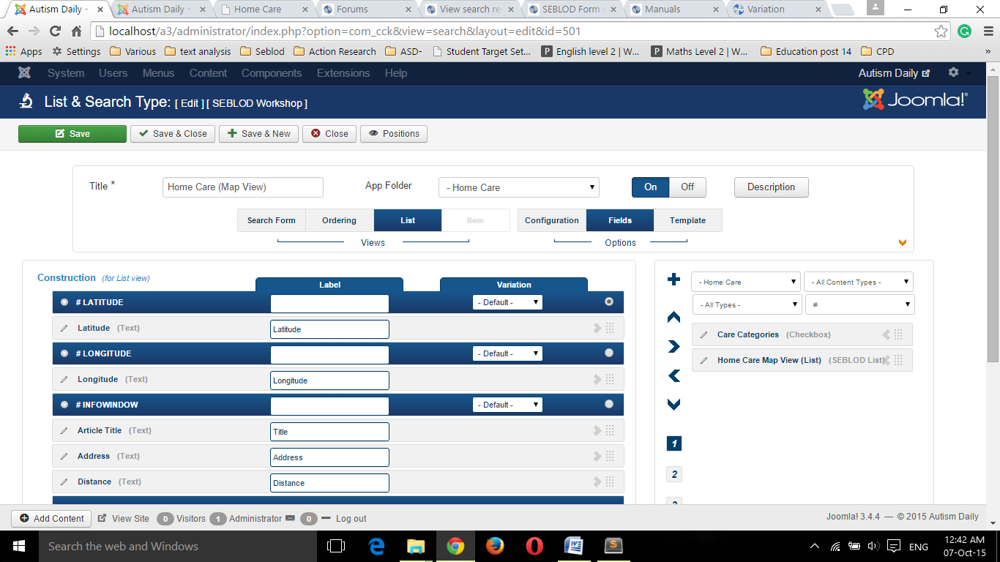 Autism Daily -
Autism Daily -
Home Care
Forums
View search re
SEBLOD Form
Manuals
Variation
localhost/a3/administrator/index.php?option=com_cck&view=search&layout=edit&id=501
Apps Settings Various text analysis Seblod Action Research ASD- Student Target Set... P English level 2 | W... P Maths Level 2 | W... Education post 14 CPD »
System Users Menus Content Components Extensions Help Autism Daily
List & Search Type: [ Edit ] [ SEBLOD Workshop ] Joomla!®
Save Save & Close Save & New Close Positions
Title * Home Care (Map View) App Folder - Home Care On Off Description
Search Form Ordering List Item Configuration Fields Template
Views Options
Construction (for List view) Label Variation
# LATITUDE - Default -
Latitude (Text) Latitude
# LONGITUDE - Default -
Longitude (Text) Longitude
# INFOWINDOW - Default -
Article Title (Text) Title
Address (Text) Address
Distance (Text) Distance
- Home Care - All Content Types -
- All Types - #
Care Categories (Checkbox)
Home Care Map View (List) (SEBLOD List)
1
2
Add Content View Site 0 Visitors 1 Administrator 0 Log out Joomla! 3.4.4 — © 2015 Autism Daily
Search the web and Windows ENG 12:42 AM
07-Oct-15